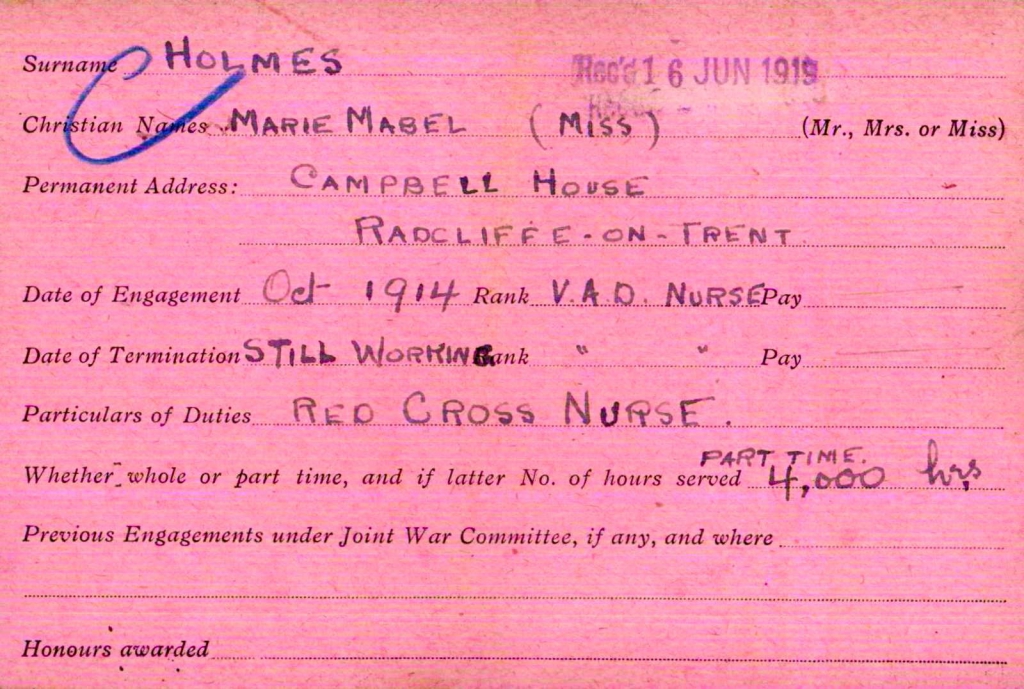 Surname HOLMES Rec'd 16 JUN 1919
Christian Names MARIE MABEL (MISS) (Mr., Mrs. or Miss)
Permanent Address: CAMPBELL HOUSE
RADCLIFFE-ON-TRENT.
Date of Engagement Oct 1914 Rank V.A.D. NURSE Pay
Date of Termination STILL WORKING Rank " " Pay
Particulars of Duties RED CROSS NURSE.
PART TIME.
Whether whole or part time, and if latter No. of hours served 4,000 hrs
Previous Engagements under Joint War Committee, if any, and where
Honours awarded